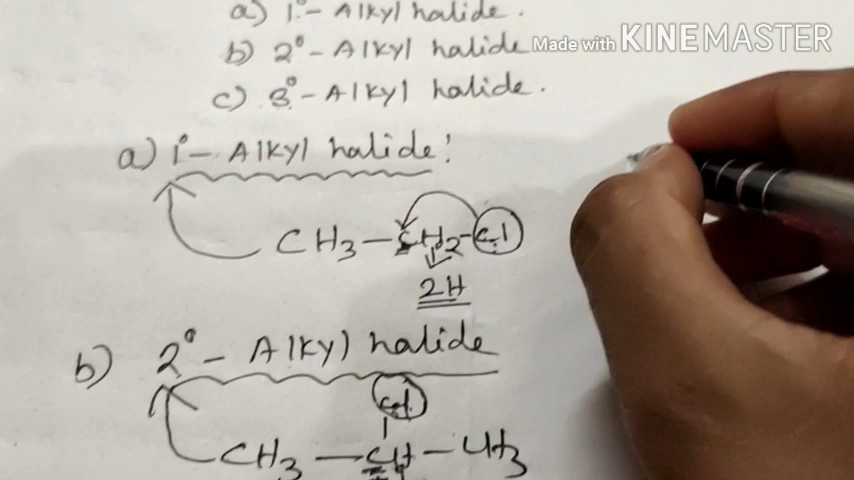 a) 1°- Alkyl halide.
b) 2°- Alkyl halide
Made with KINEMASTER
c) 3°- Alkyl halide.
a) 1°- Alkyl halide:
CH3 - CH2 - Cl
2H
b) 2° - Alkyl halide
Cl
CH3 - CH - CH3